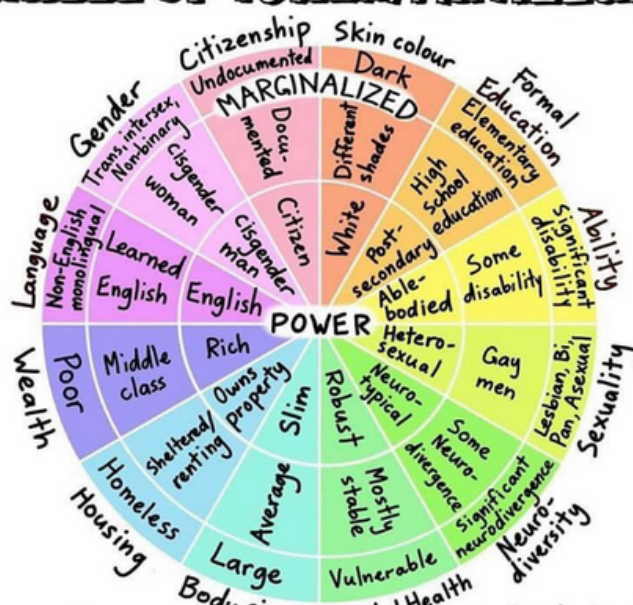 Citizenship
Undocumented
Docu-
mented
Citizen
Skin colour
Dark
Different
shades
White
Formal
Education
Elementary
education
High
School
education
Post-
secondary
Ability
Significant
disability
Some
disability
Able-
bodied
Sexuality
Lesbian, Bi,
Pan, Asexual
Gay
men
Hetero-
sexual
Neuro-
diversity
Significant
neurodivergence
Some
Neuro-
divergence
Neuro-
typical
Health
Vulnerable
Mostly
stable
Robust
Large
Average
Slim
Housing
Homeless
Sheltered/
renting
Owns
property
Wealth
Poor
Middle
class
Rich
Language
Non-English
monolingual
Learned
English
English
Gender
Trans, intersex,
Non-binary
cisgender
woman
cisgender
man
MARGINALIZED
POWER